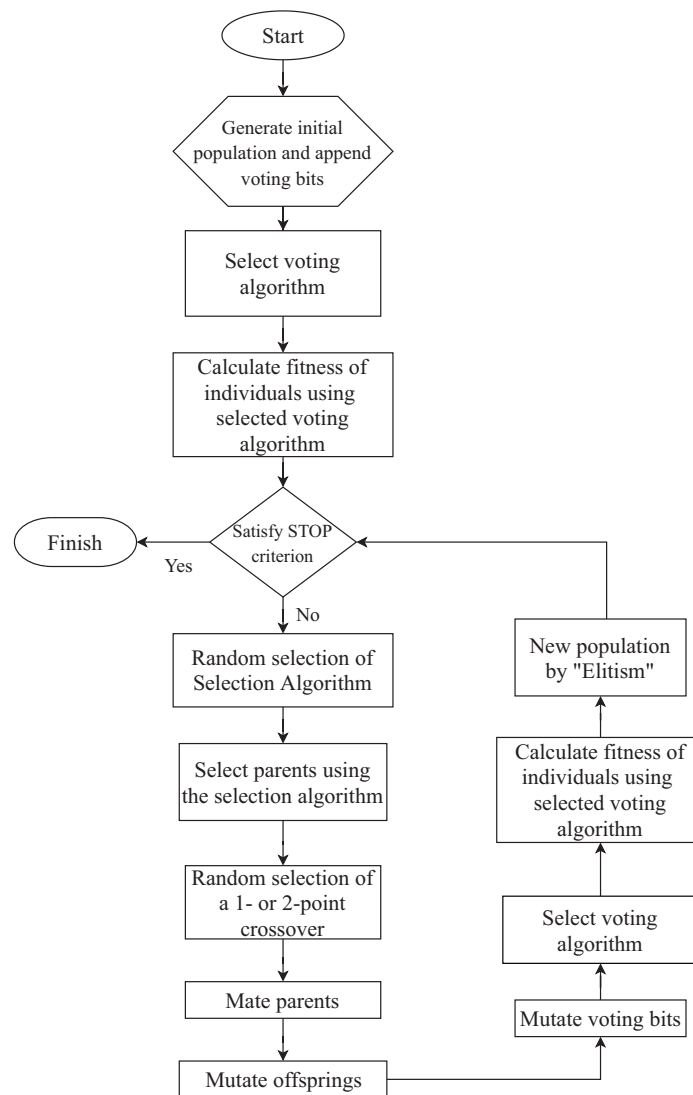 Start
Generate initial
population and append
voting bits
Select voting
algorithm
Calculate fitness of
individuals using
selected voting
algorithm
Satisfy STOP
criterion
Finish
Yes
No
Random selection of
Selection Algorithm
Select parents using
the selection algorithm
Random selection of
a 1- or 2-point
crossover
Mate parents
Mutate offsprings
Mutate voting bits
Select voting
algorithm
Calculate fitness of
individuals using
selected voting
algorithm
New population
by "Elitism"